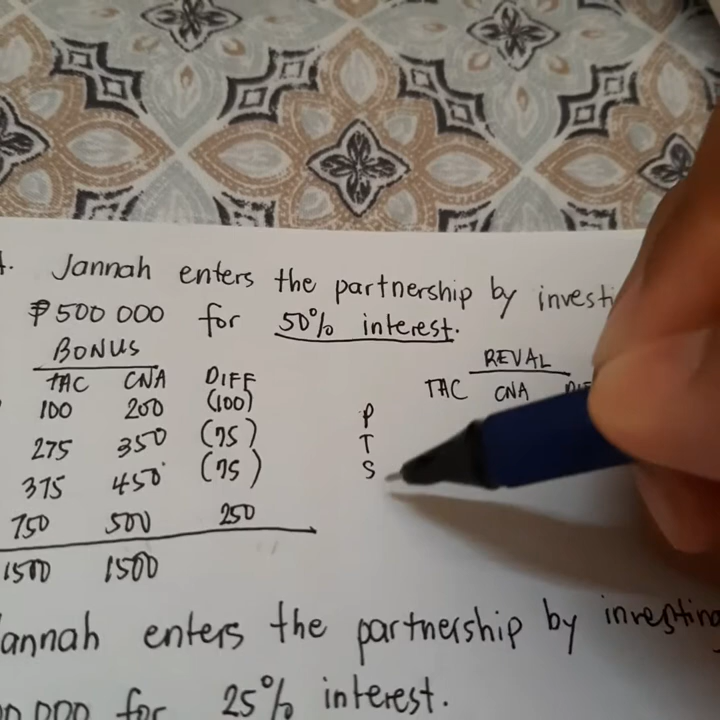 Jannah enters the partnership by
₱500 000 for 50% interest.
BONUS
REVAL
TAC CNA DIFF
TAC CNA
100 200 (100)
P
275 350 (75)
T
375 450 (75)
S
750 500 250
1500 1500
enters the partnership by investing
for 25% interest.